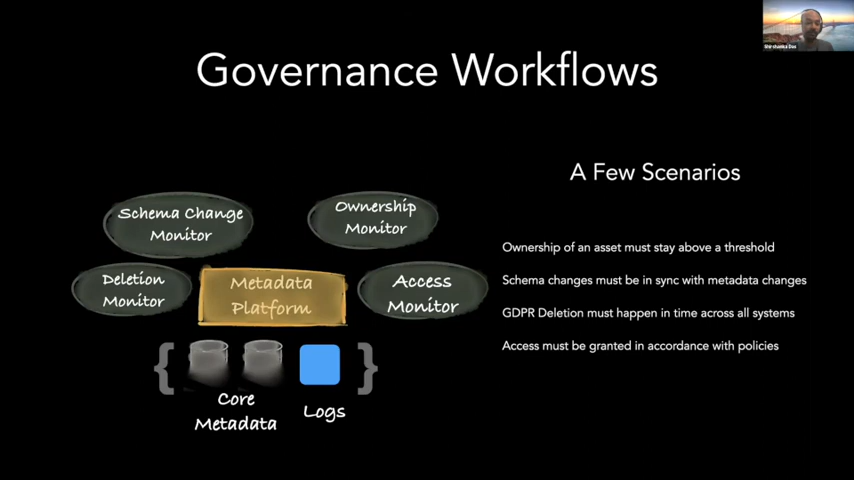 Governance Workflows
Schema Change
Monitor
Ownership
Monitor
Deletion
Monitor
Metadata
Platform
Access
Monitor
Core
Metadata
Logs
A Few Scenarios
Ownership of an asset must stay above a threshold
Schema changes must be in sync with metadata changes
GDPR Deletion must happen in time across all systems
Access must be granted in accordance with policies
Shirshanka Das